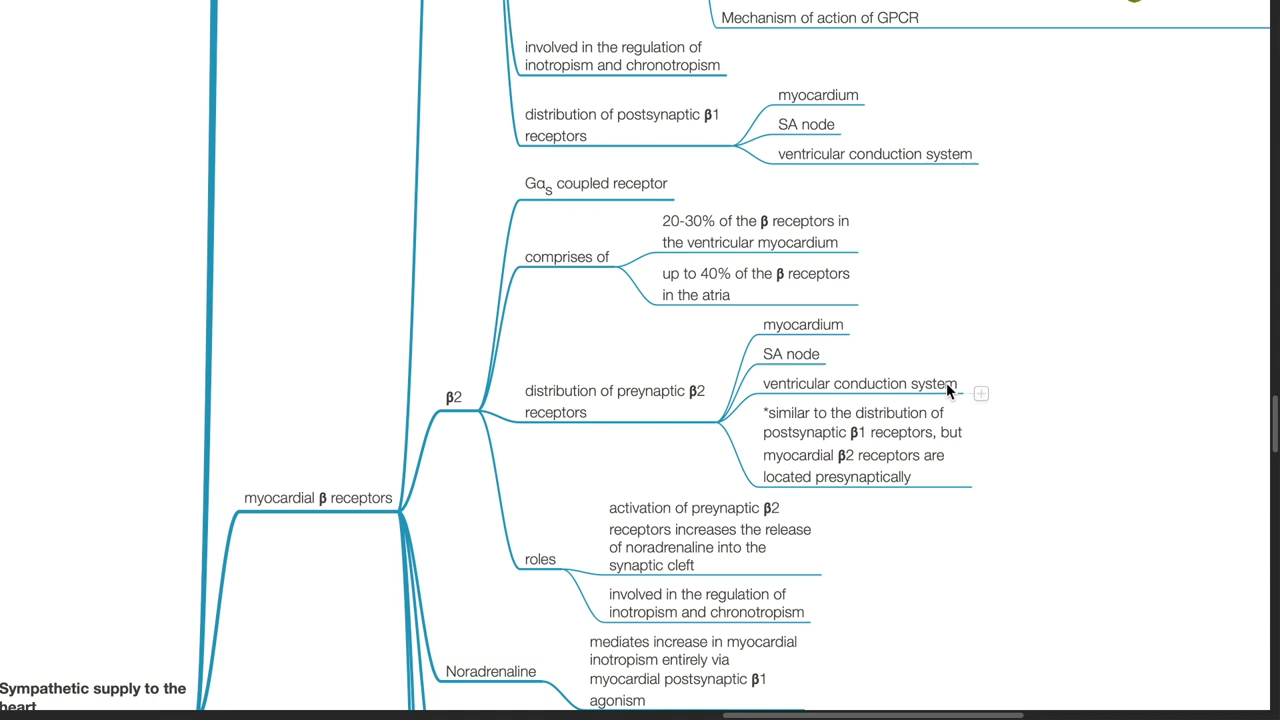 Mechanism of action of GPCR
involved in the regulation of
inotropism and chronotropism
distribution of postsynaptic β1
receptors
myocardium
SA node
ventricular conduction system
Gαs coupled receptor
comprises of
20-30% of the β receptors in
the ventricular myocardium
up to 40% of the β receptors
in the atria
β2
distribution of preynaptic β2
receptors
myocardium
SA node
ventricular conduction system
*similar to the distribution of
postsynaptic β1 receptors, but
myocardial β2 receptors are
located presynaptically
myocardial β receptors
roles
activation of preynaptic β2
receptors increases the release
of noradrenaline into the
synaptic cleft
involved in the regulation of
inotropism and chronotropism
Noradrenaline
mediates increase in myocardial
inotropism entirely via
myocardial postsynaptic β1
agonism
Sympathetic supply to the
heart